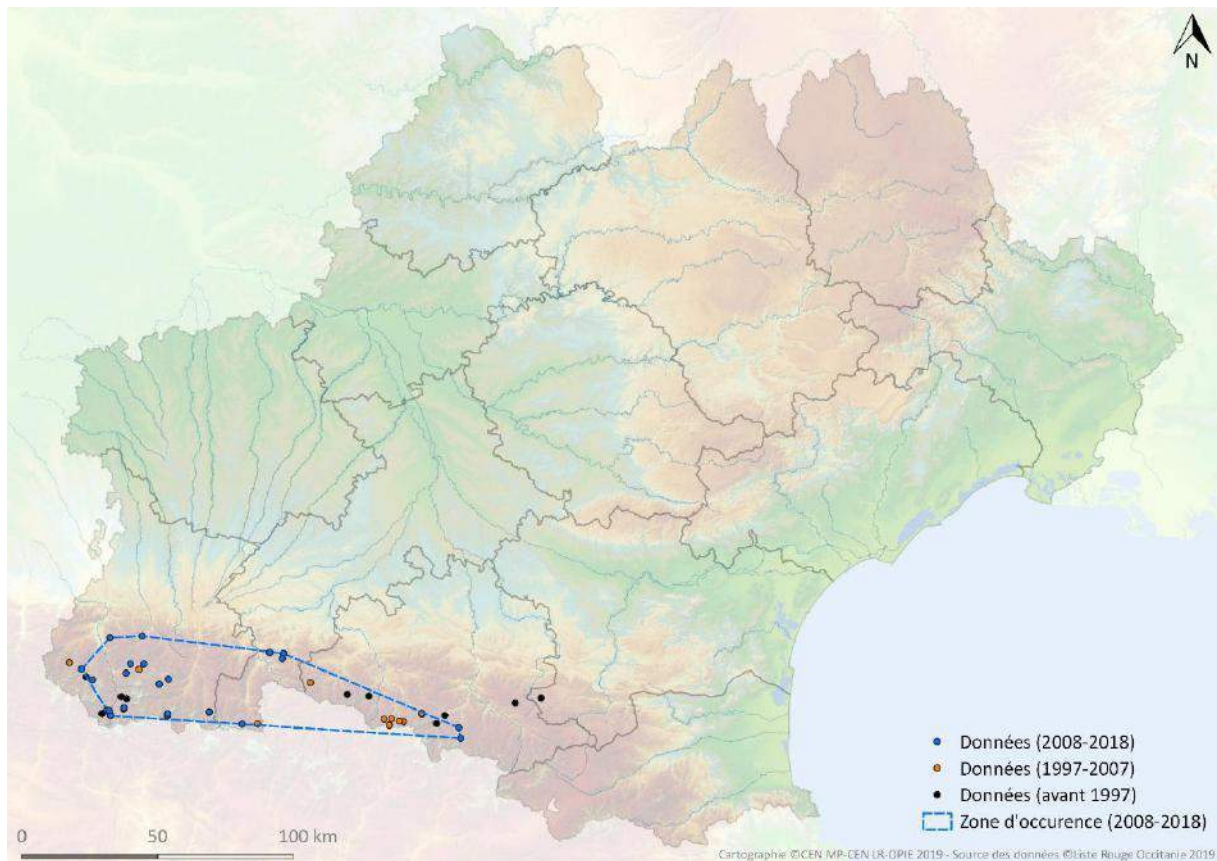 N
Données (2008-2018)
Données (1997-2007)
Données (avant 1997)
Zone d'occurence (2008-2018)
0 50 100 km
Cartographie ©CEN MP-CEN LR-OPIE 2019 - Source des données ©Liste Rouge Occitanie 2019